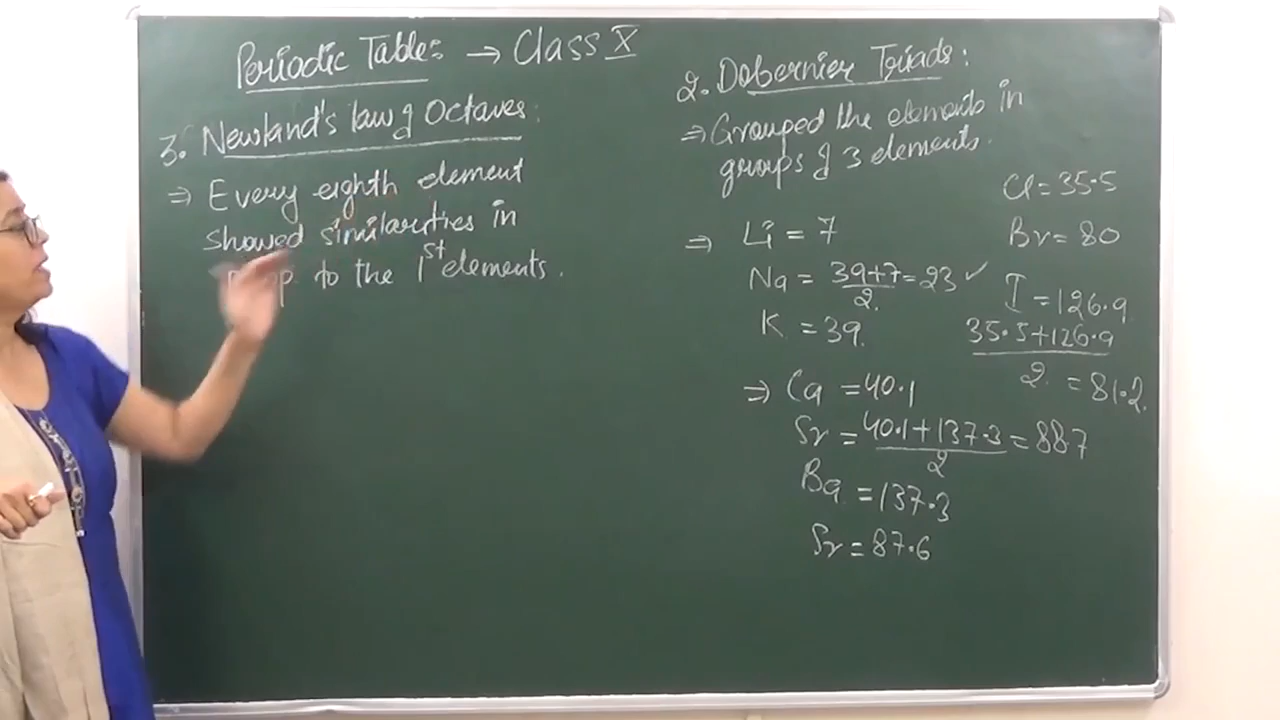 Periodic Table: → Class X
3. Newland's law of Octaves:
⇒ Every eighth element
showed similarities in
prop to the 1st elements.
2. Dobernier Triads:
⇒ Grouped the elements in
groups of 3 elements.
Cl = 35.5
Br = 80
I = 126.9
35.5+126.9
2 = 81.2
⇒ Li = 7
Na = 39+7/2 = 23 ✓
K = 39
⇒ Ca = 40.1
Sr = 40.1+137.3/2 = 887
Ba = 137.3
Sr = 87.6